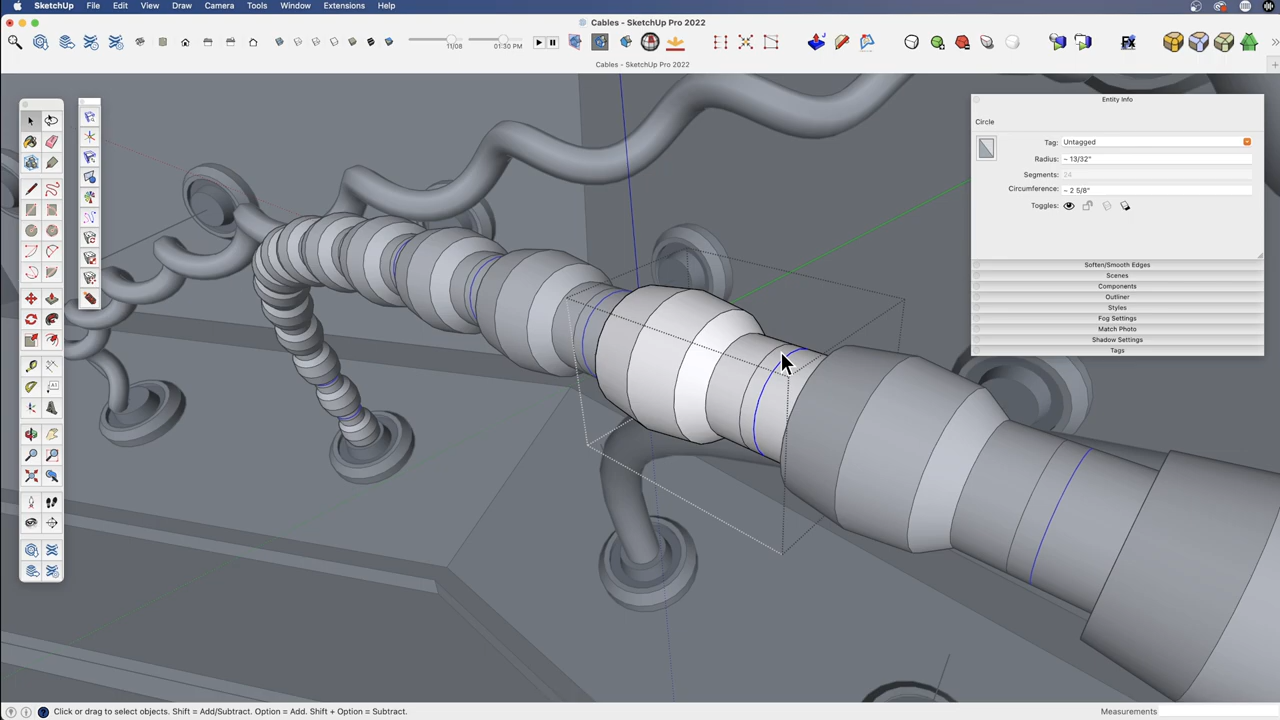 SketchUp File Edit View Draw Camera Tools Window Extensions Help
Cables - SketchUp Pro 2022
11/08 01:30 PM
Cables - SketchUp Pro 2022
Entity Info
Circle
Tag: Untagged
Radius: ~ 13/32"
Segments: 24
Circumference: ~ 2 5/8"
Toggles:
Soften/Smooth Edges
Scenes
Components
Outliner
Styles
Fog Settings
Match Photo
Shadow Settings
Tags
Click or drag to select objects. Shift = Add/Subtract. Option = Add. Shift + Option = Subtract.
Measurements